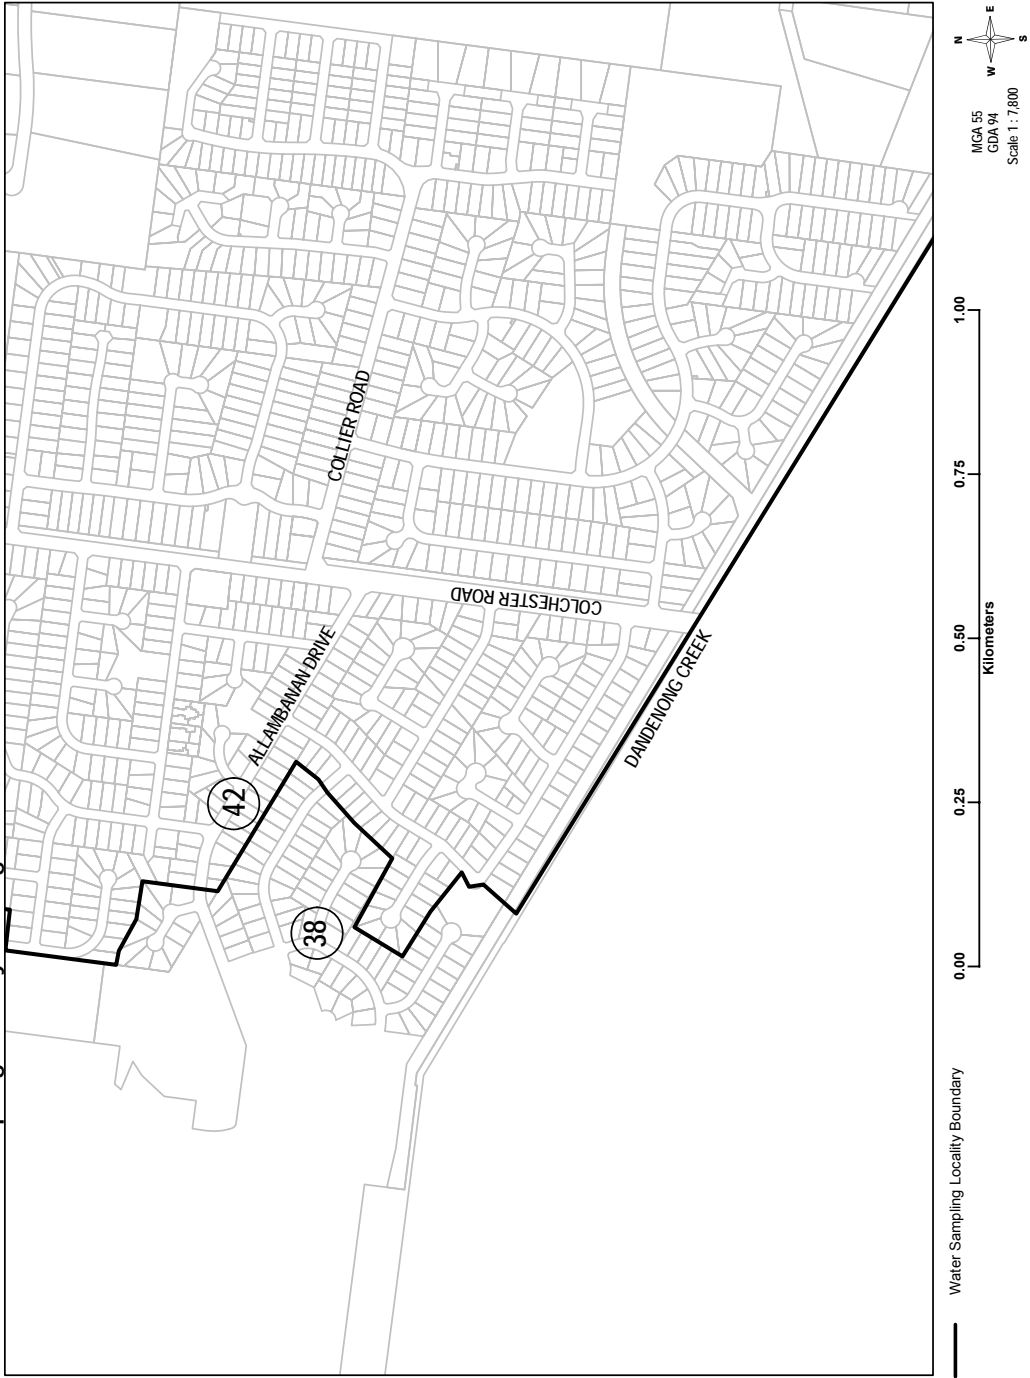 COLLIER ROAD
COLCHESTER ROAD
ALLAMBANAN DRIVE
DANDENONG CREEK
42
38
N
W
E
S
MGA 55
GDA 94
Scale 1 : 7,800
0.00
0.25
0.50
0.75
1.00
Kilometers
Water Sampling Locality Boundary